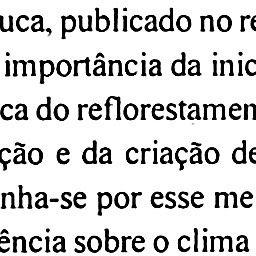 uca, publicado no re
importância da inic
ca do reflorestamen
ção e da criação de
nha-se por esse me
ência sobre o clima